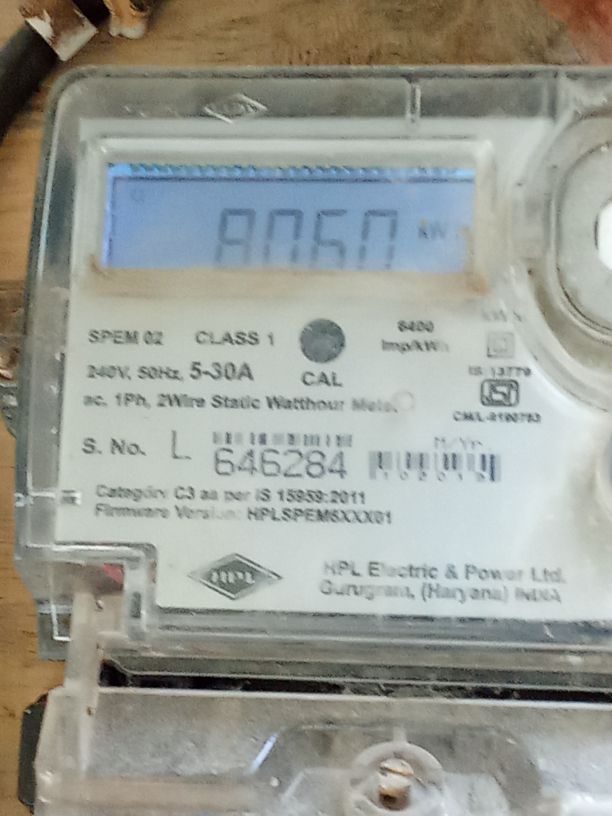 HPL
8060 kW
SPEM 02 CLASS 1
6400
Imp/kWh
240V, 50Hz, 5-30A
CAL
IS 13779
ac. 1Ph, 2Wire Static Watthour Meter
S. No. L 646284
M/Yr.
Category C3 as per IS 15959:2011
Firmware Version: HPLSPEM6XXX01
HPL
HPL Electric & Power Ltd.
Gurugram, (Haryana) INDIA